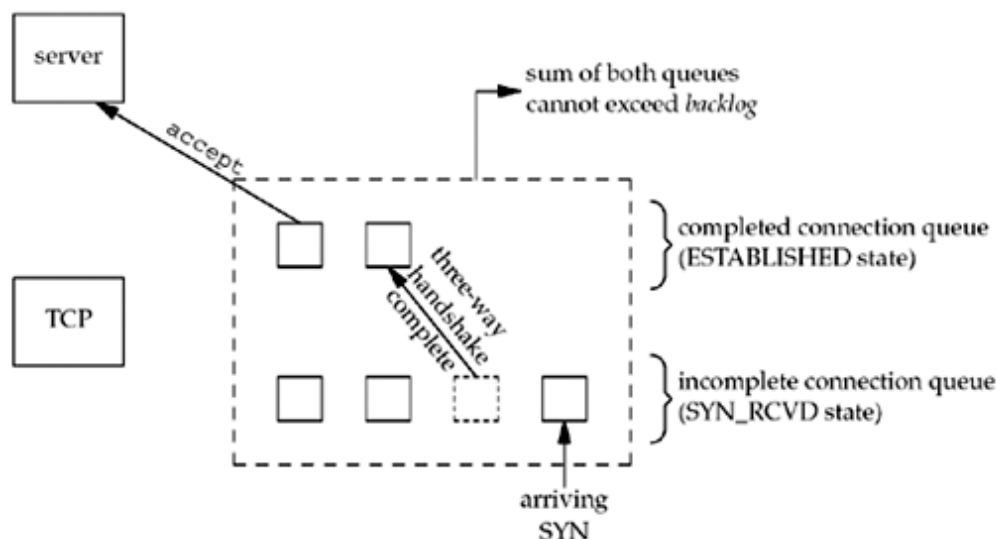 server
sum of both queues
cannot exceed backlog
accept
completed connection queue
(ESTABLISHED state)
three-way
handshake
complete
TCP
incomplete connection queue
(SYN_RCVD state)
arriving
SYN